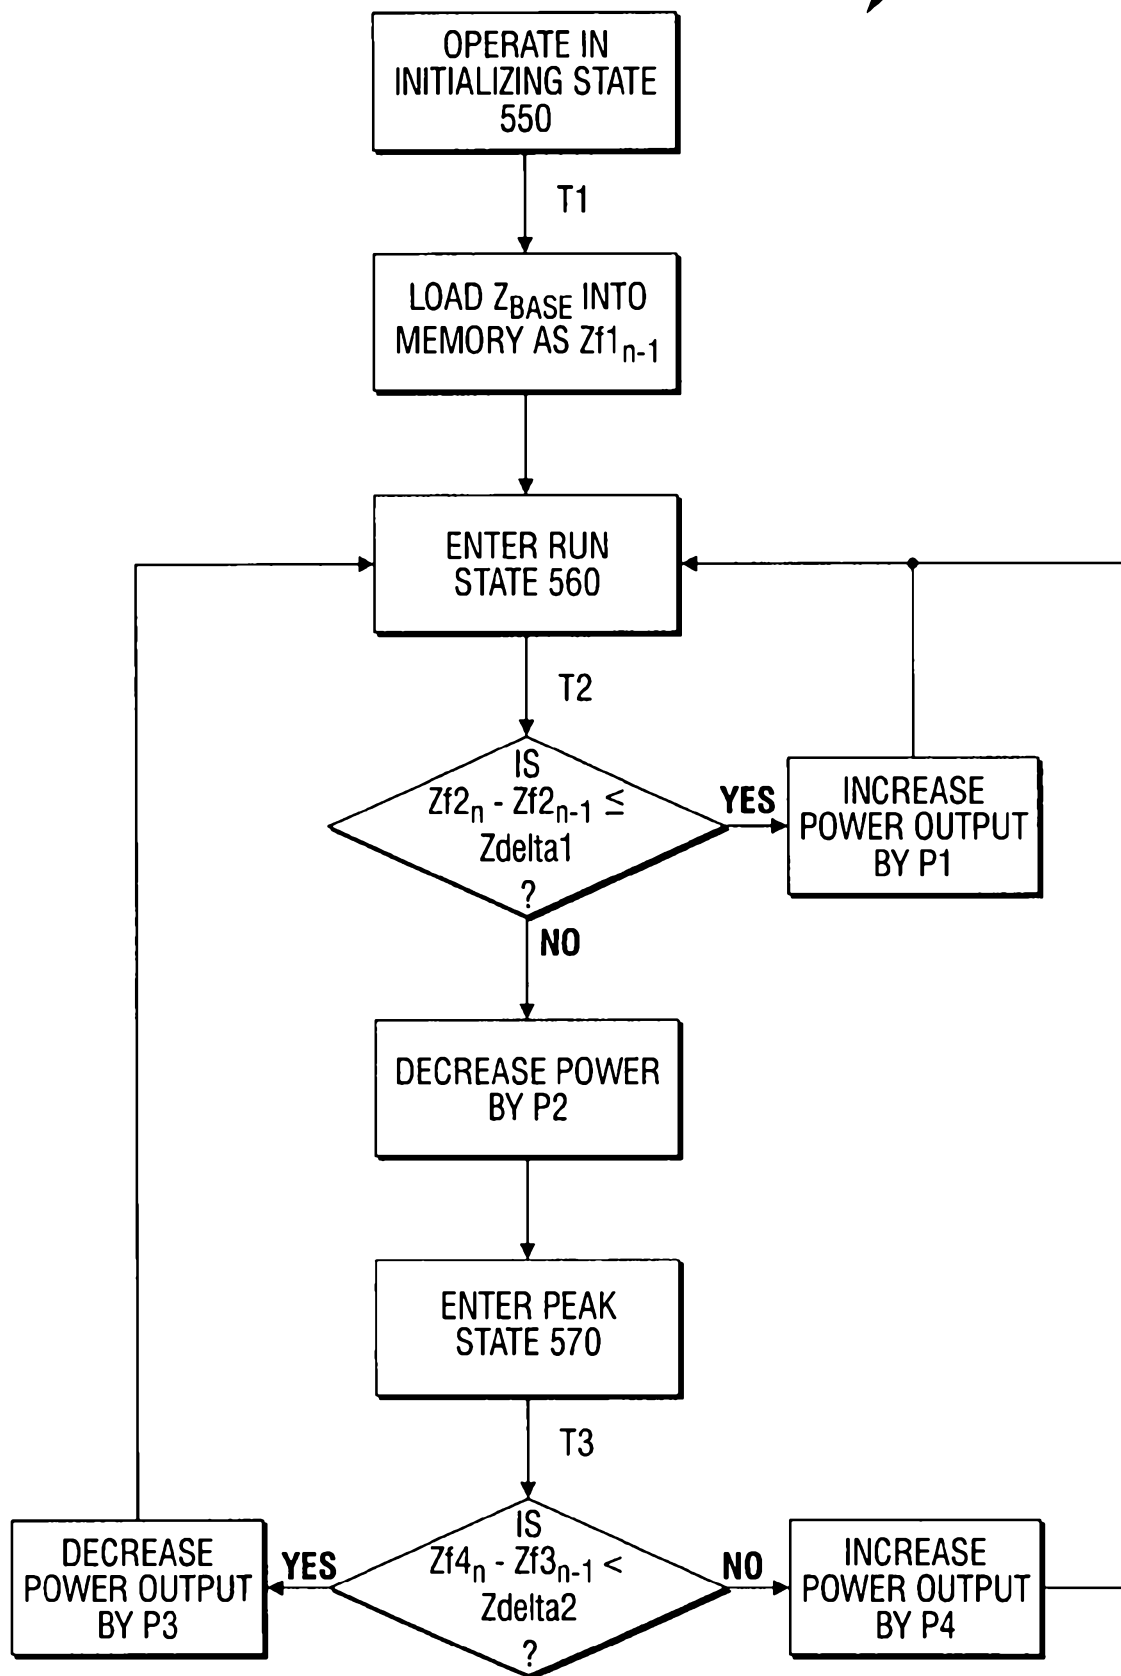 OPERATE IN
INITIALIZING STATE
550
T1
LOAD ZBASE INTO
MEMORY AS Zf1n-1
ENTER RUN
STATE 560
T2
IS
Zf2n - Zf2n-1 ≤
Zdelta1
?
YES
INCREASE
POWER OUTPUT
BY P1
NO
DECREASE POWER
BY P2
ENTER PEAK
STATE 570
T3
IS
Zf4n - Zf3n-1 <
Zdelta2
?
YES
DECREASE
POWER OUTPUT
BY P3
NO
INCREASE
POWER OUTPUT
BY P4